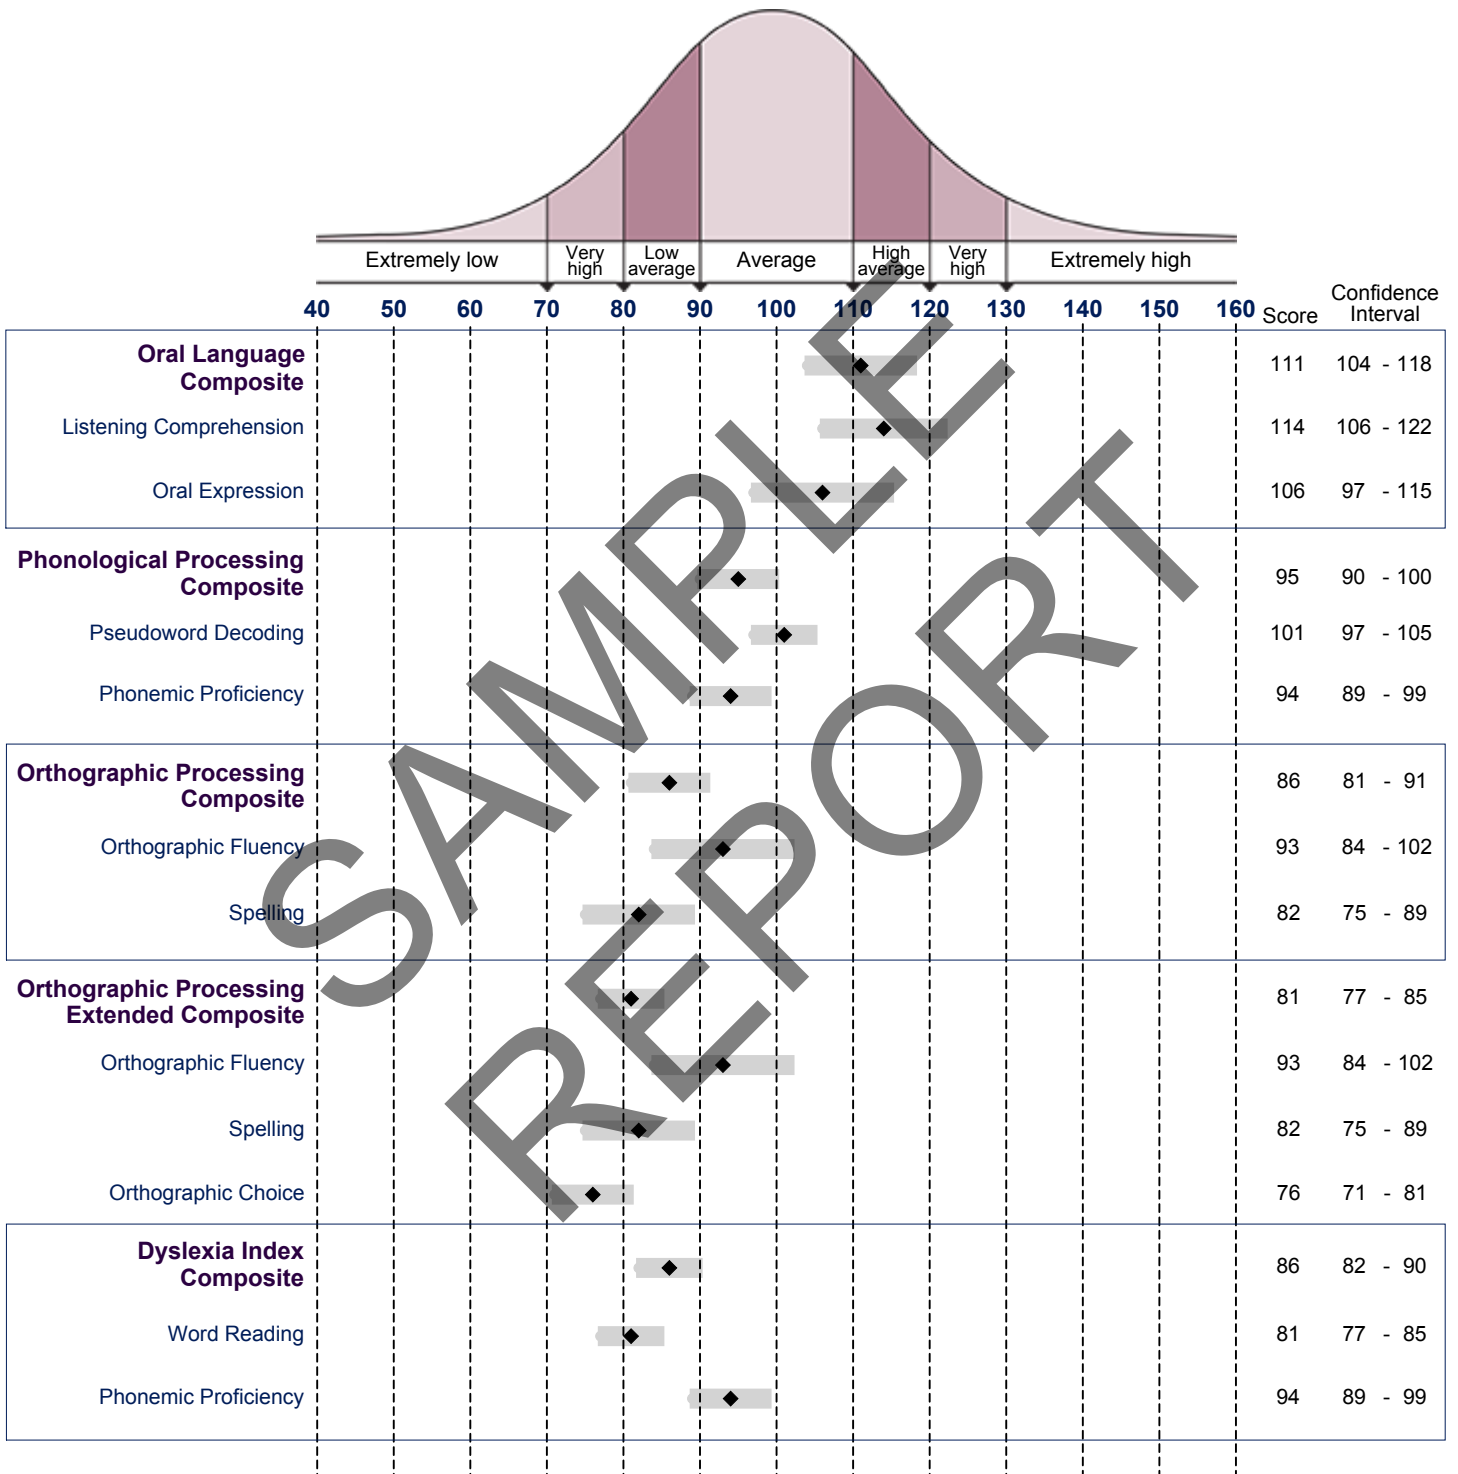 Extremely low
Very high
Low average
Average
High average
Very high
Extremely high
40 50 60 70 80 90 100 110 120 130 140 150 160 Score Confidence Interval
Oral Language
Composite 111 104 - 118
Listening Comprehension 114 106 - 122
Oral Expression 106 97 - 115
Phonological Processing
Composite 95 90 - 100
Pseudoword Decoding 101 97 - 105
Phonemic Proficiency 94 89 - 99
Orthographic Processing
Composite 86 81 - 91
Orthographic Fluency 93 84 - 102
Spelling 82 75 - 89
Orthographic Processing
Extended Composite 81 77 - 85
Orthographic Fluency 93 84 - 102
Spelling 82 75 - 89
Orthographic Choice 76 71 - 81
Dyslexia Index
Composite 86 82 - 90
Word Reading 81 77 - 85
Phonemic Proficiency 94 89 - 99
SAMPLE
REPORT